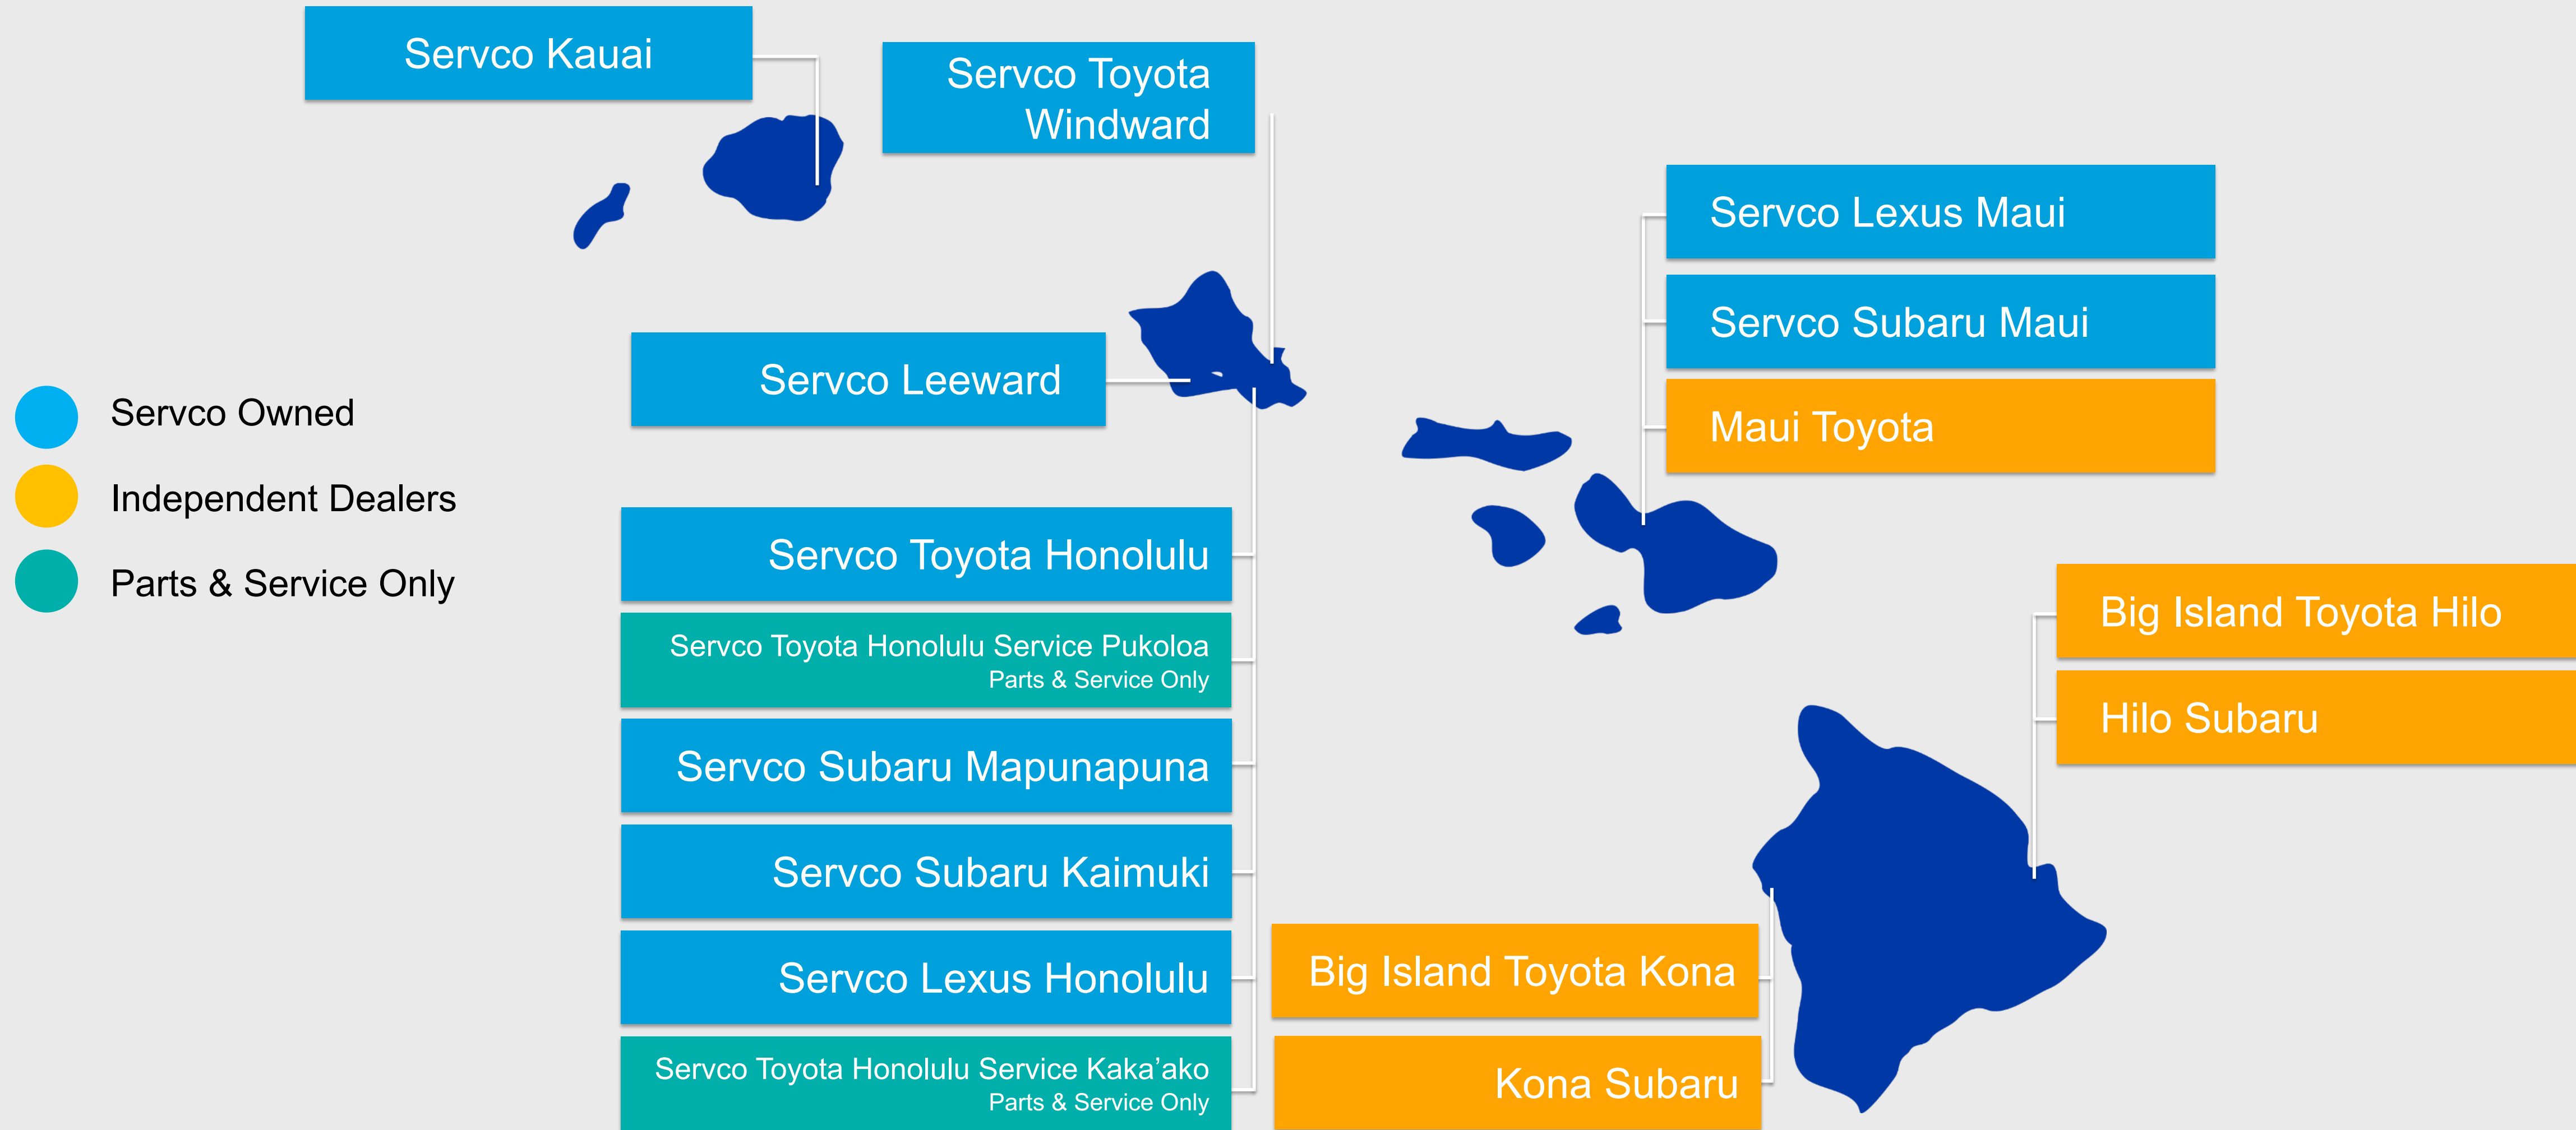 Servco Kauai
Servco Toyota
Windward
Servco Lexus Maui
Servco Subaru Maui
Maui Toyota
Servco Leeward
Servco Owned
Independent Dealers
Parts & Service Only
Servco Toyota Honolulu
Servco Toyota Honolulu Service Pukoloa
Parts & Service Only
Servco Subaru Mapunapuna
Servco Subaru Kaimuki
Servco Lexus Honolulu
Servco Toyota Honolulu Service Kaka’ako
Parts & Service Only
Big Island Toyota Hilo
Hilo Subaru
Big Island Toyota Kona
Kona Subaru